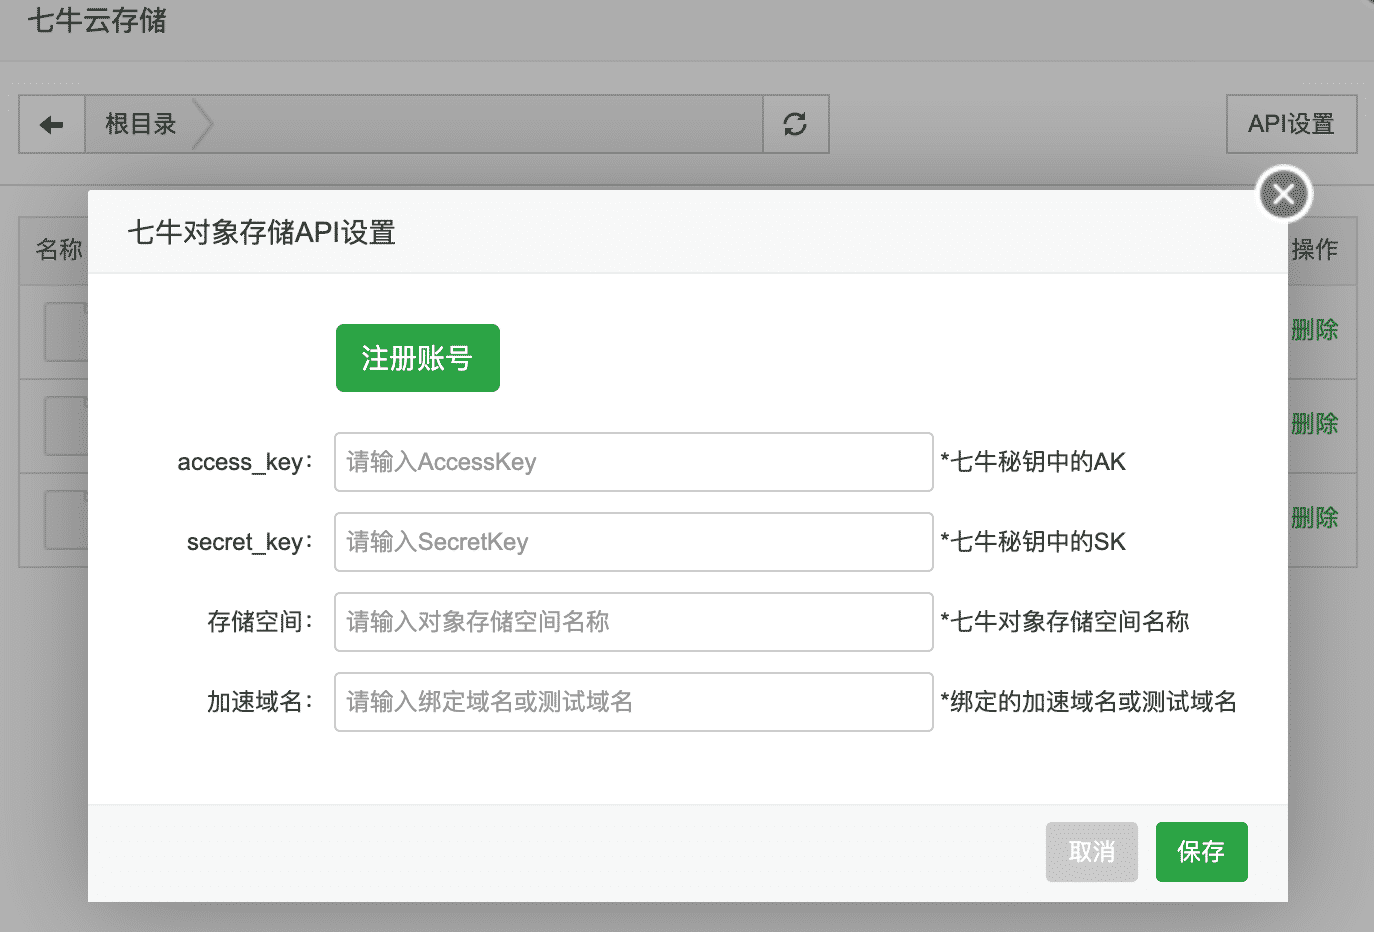 七牛云存储
根目录
API设置
名称
操作
七牛对象存储API设置
注册账号
删除
access_key：
请输入AccessKey
*七牛秘钥中的AK
删除
secret_key：
请输入SecretKey
*七牛秘钥中的SK
删除
存储空间：
请输入对象存储空间名称
*七牛对象存储空间名称
加速域名：
请输入绑定域名或测试域名
*绑定的加速域名或测试域名
取消
保存